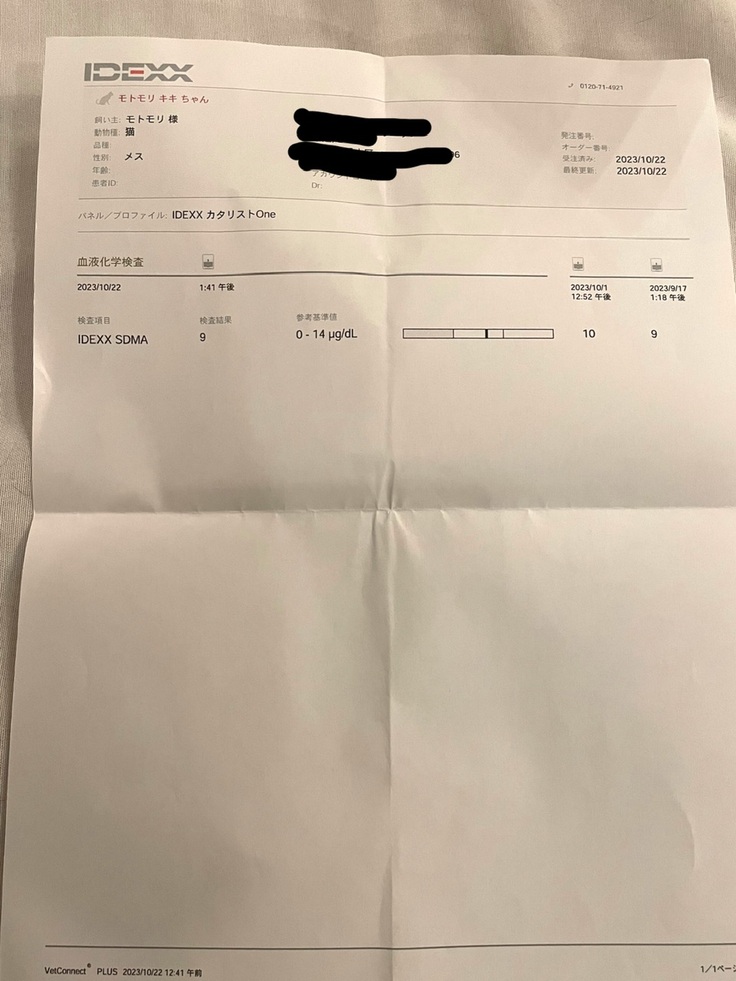 IDEXX
0120-71-4921
モトモリ キキ ちゃん
飼い主: モトモリ 様
動物種: 猫
品種:
性別: メス
年齢:
患者ID:
06
Dr:
発注番号:
オーダー番号
受注済み: 2023/10/22
最終更新: 2023/10/22
パネル／プロファイル: IDEXX カタリストOne
血液化学検査
2023/10/22 1:41 午後 2023/10/1 2023/9/17
12:52 午後 1:18 午後
検査項目 検査結果 参考基準値
IDEXX SDMA 9 0 - 14 µg/dL 10 9
VetConnect® PLUS 2023/10/22 12:41 午前
1/1ページ